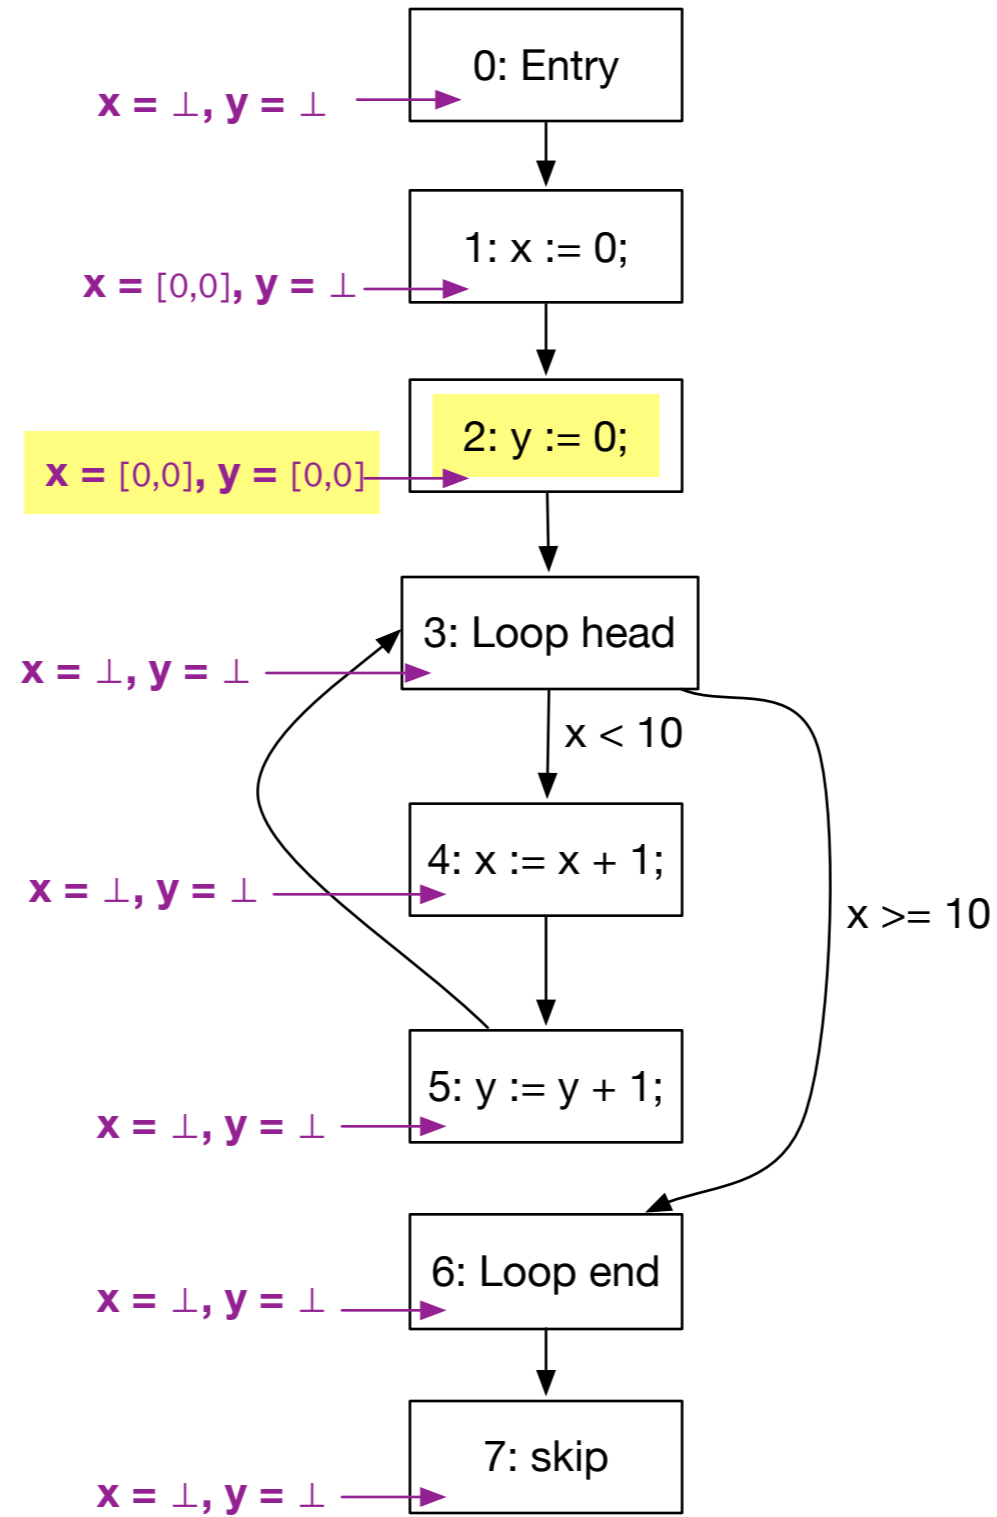 0: Entry
x = ⊥, y = ⊥
1: x := 0;
x = [0,0], y = ⊥
2: y := 0;
x = [0,0], y = [0,0]
3: Loop head
x = ⊥, y = ⊥
x < 10
4: x := x + 1;
x = ⊥, y = ⊥
x >= 10
5: y := y + 1;
x = ⊥, y = ⊥
6: Loop end
x = ⊥, y = ⊥
7: skip
x = ⊥, y = ⊥